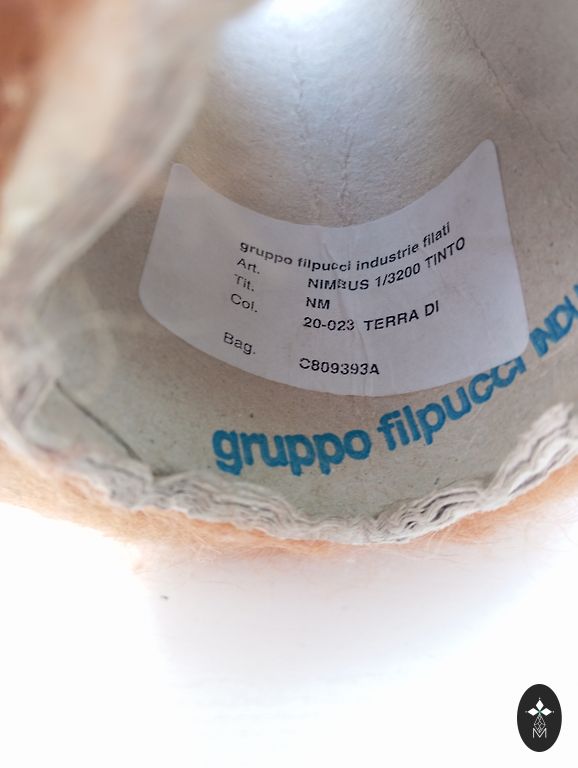 gruppo filpucci industrie filati
Art. NIMBUS 1/3200 TINTO
Tit. NM
Col. 20-023 TERRA DI
Bag. C809393A
gruppo filpucci INDU
M